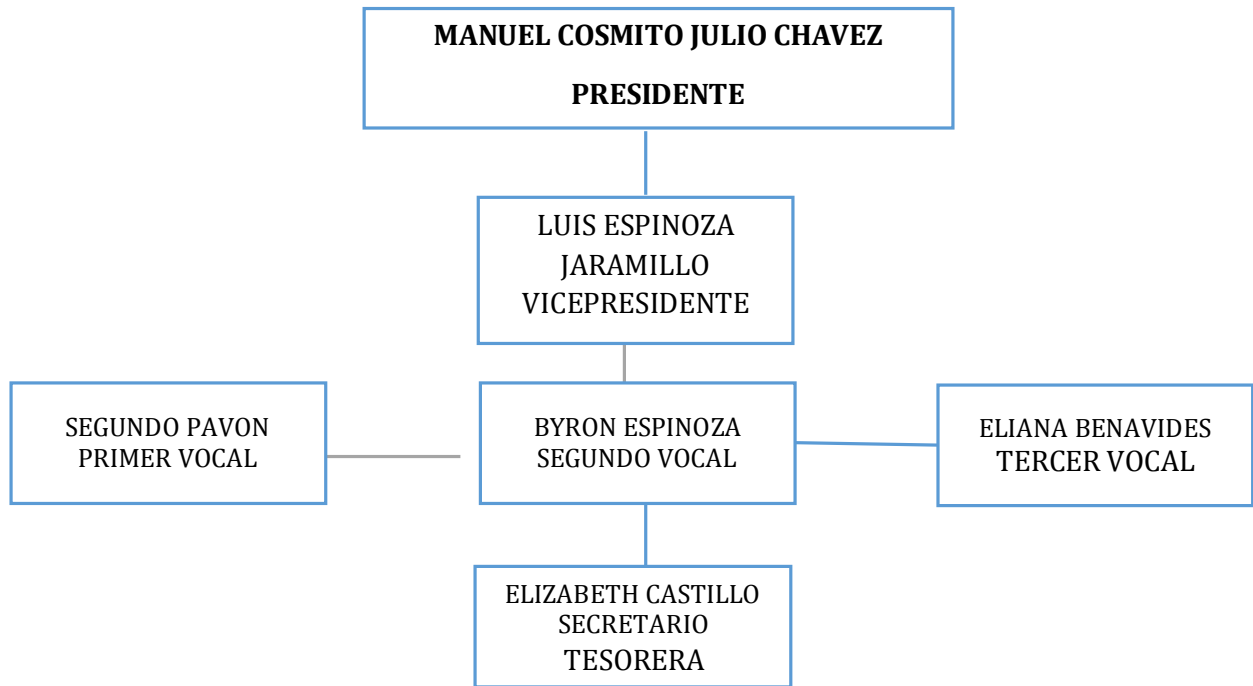 MANUEL COSMITO JULIO CHAVEZ
PRESIDENTE
LUIS ESPINOZA
JARAMILLO
VICEPRESIDENTE
SEGUNDO PAVON
PRIMER VOCAL
BYRON ESPINOZA
SEGUNDO VOCAL
ELIANA BENAVIDES
TERCER VOCAL
ELIZABETH CASTILLO
SECRETARIO
TESORERA